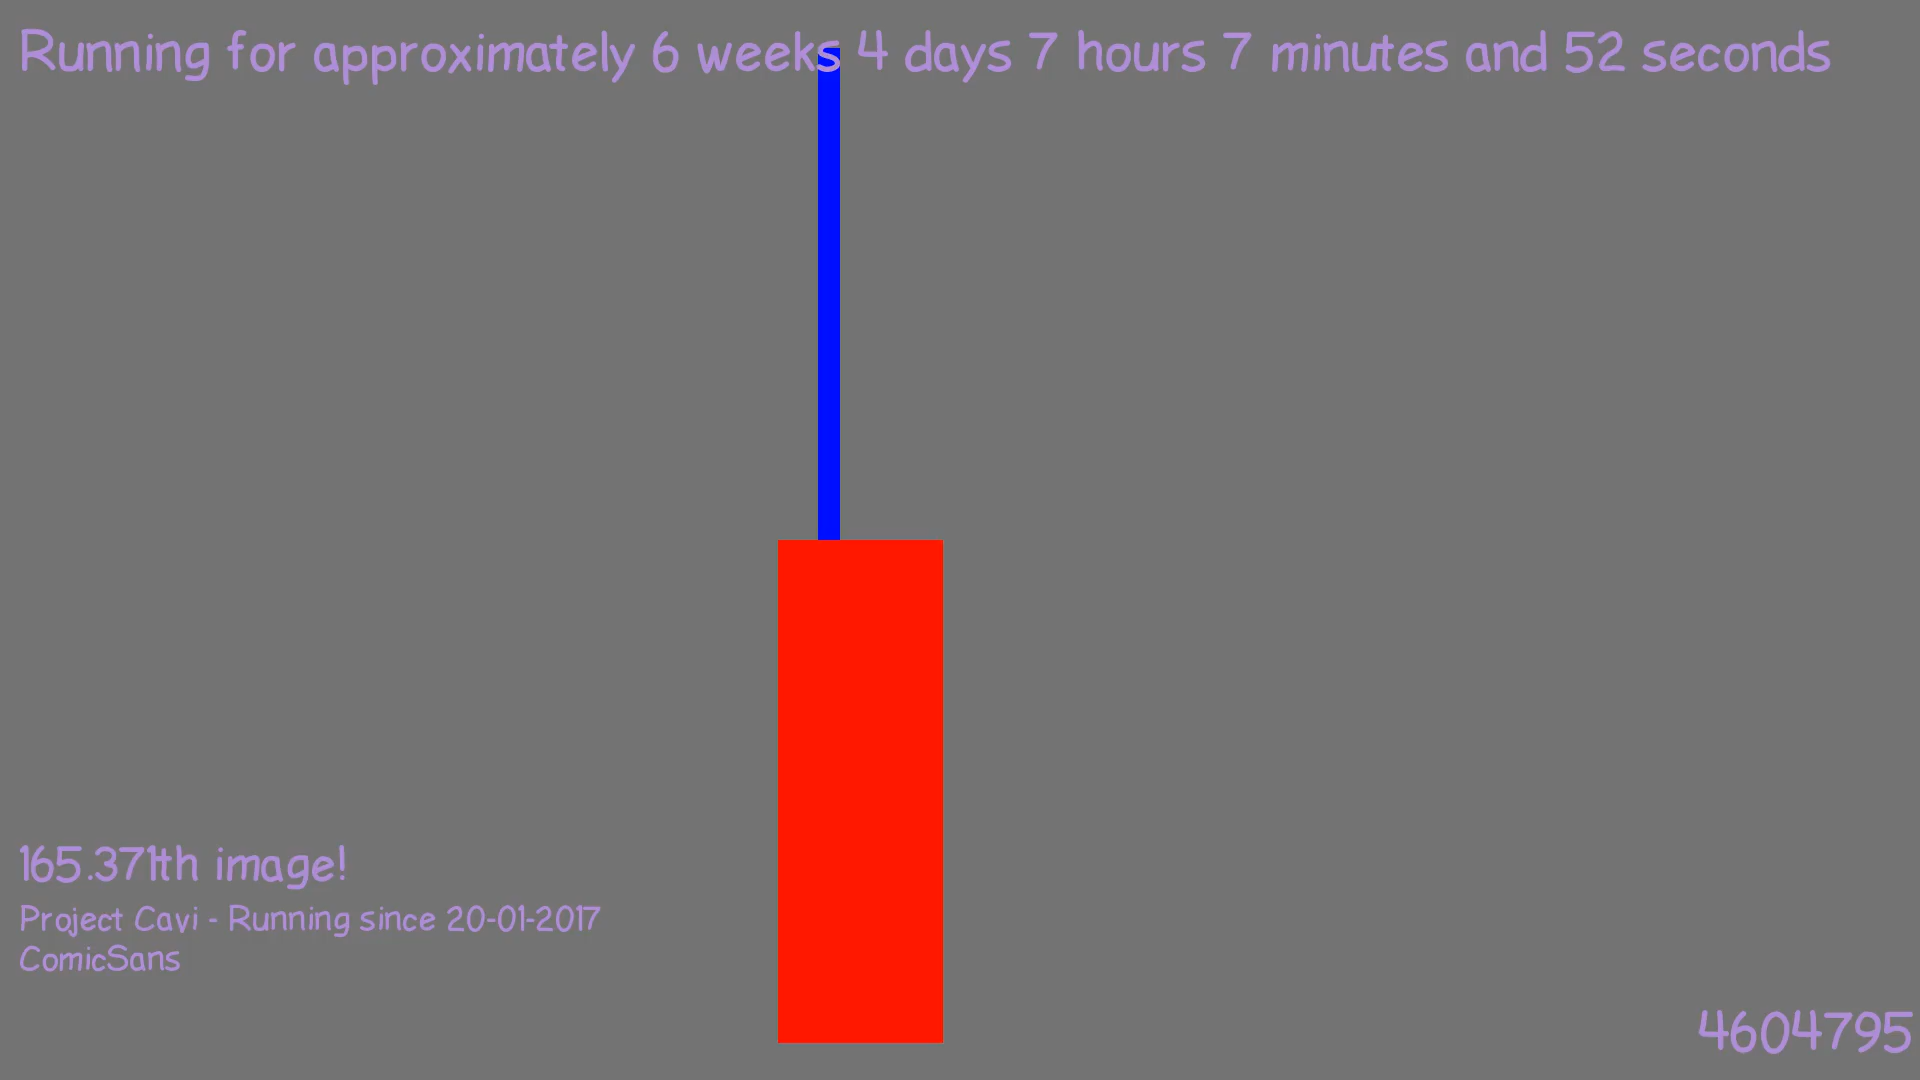 Running for approximately 6 weeks 4 days 7 hours 7 minutes and 52 seconds
165.371th image!
Project Cavi - Running since 20-01-2017
ComicSans
4604795